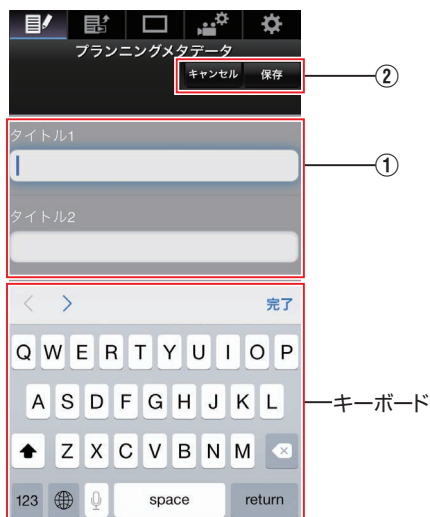 プランニングメタデータ
キャンセル 保存
②
タイトル1
①
タイトル2
完了
Q W E R T Y U I O P
A S D F G H J K L
キーボード
Z X C V B N M
123 space return